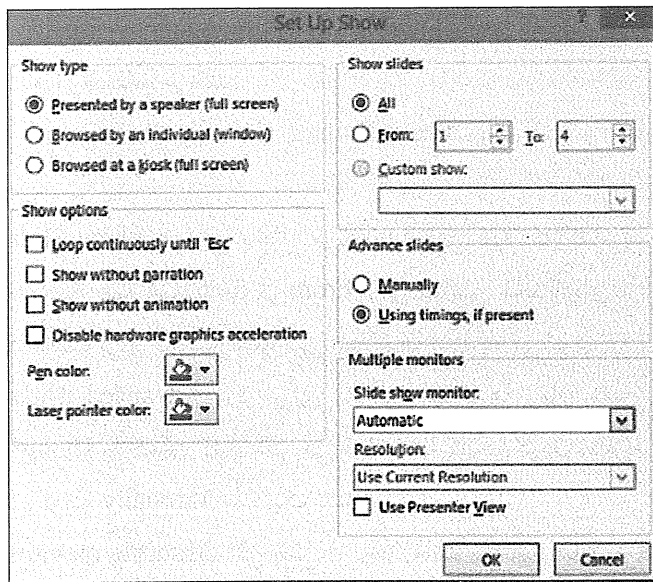 Set Up Show
?
Show type
Presented by a speaker (full screen)
Browsed by an individual (window)
Browsed at a kiosk (full screen)
Show options
Loop continuously until 'Esc'
Show without narration
Show without animation
Disable hardware graphics acceleration
Pen color:
Laser pointer color:
Show slides
All
From: 1 To: 4
Custom show:
Advance slides
Manually
Using timings, if present
Multiple monitors
Slide show monitor:
Automatic
Resolution:
Use Current Resolution
Use Presenter View
OK Cancel